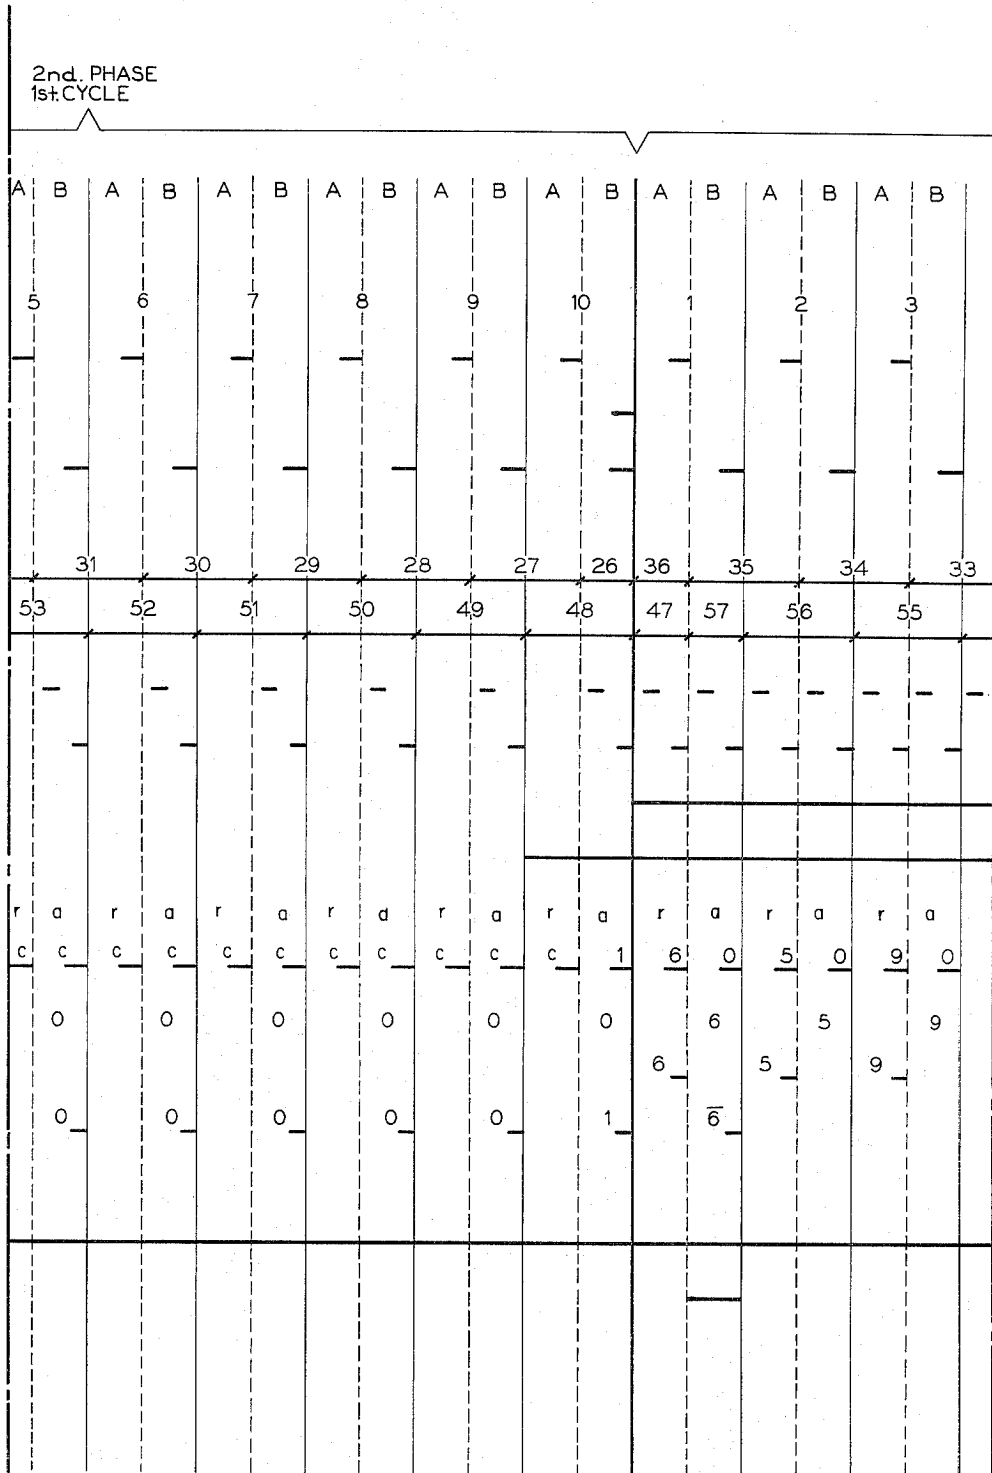 2nd. PHASE
1st. CYCLE
A B A B A B A B A B A B A B A B A B
5 6 7 8 9 10 1 2 3
31 30 29 28 27 26 36 35 34 33
53 52 51 50 49 48 47 57 56 55
r a r a r a r d r a r a r a r a r a
c c c c c c c c c c c 1 6 0 5 0 9 0
0 0 0 0 0 0 6 5 9
6 5 9
0 0 0 0 0 1 6̅